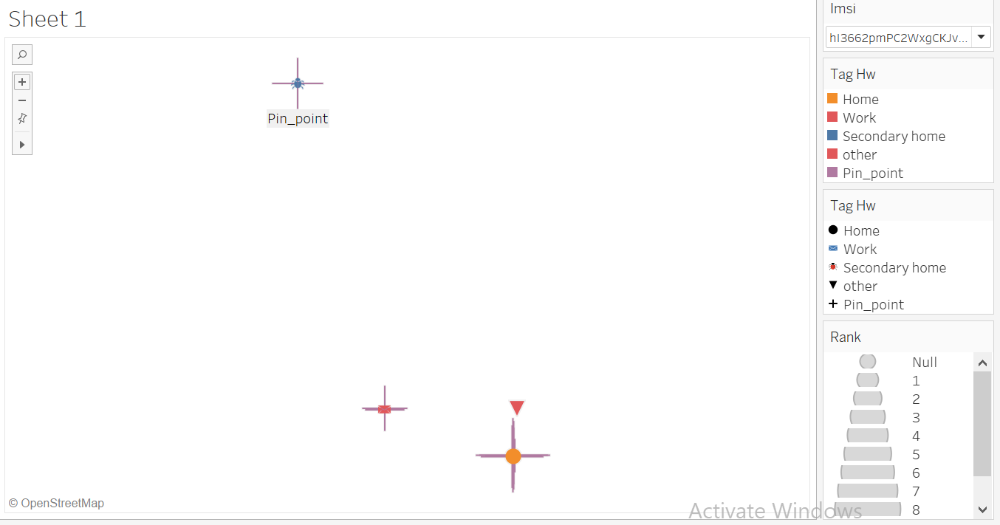 Sheet 1
Pin_point
© OpenStreetMap
Imsi
hI3662pmPC2WxgCKJv...
Tag Hw
Home
Work
Secondary home
other
Pin_point
Tag Hw
Home
Work
Secondary home
other
Pin_point
Rank
Null
1
2
3
4
5
6
7
8
Activate Windows